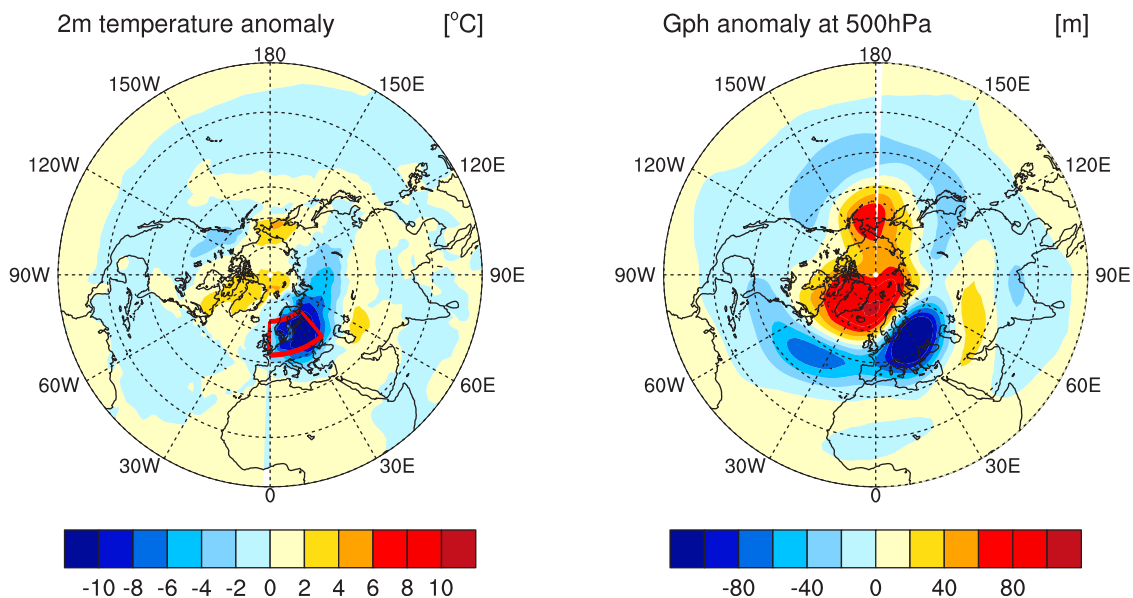 2m temperature anomaly [°C]
180
150W 150E
120W 120E
90W 90E
60W 60E
30W 30E
0
-10 -8 -6 -4 -2 0 2 4 6 8 10
Gph anomaly at 500hPa [m]
180
150W 150E
120W 120E
90W 90E
60W 60E
30W 30E
0
-80 -40 0 40 80